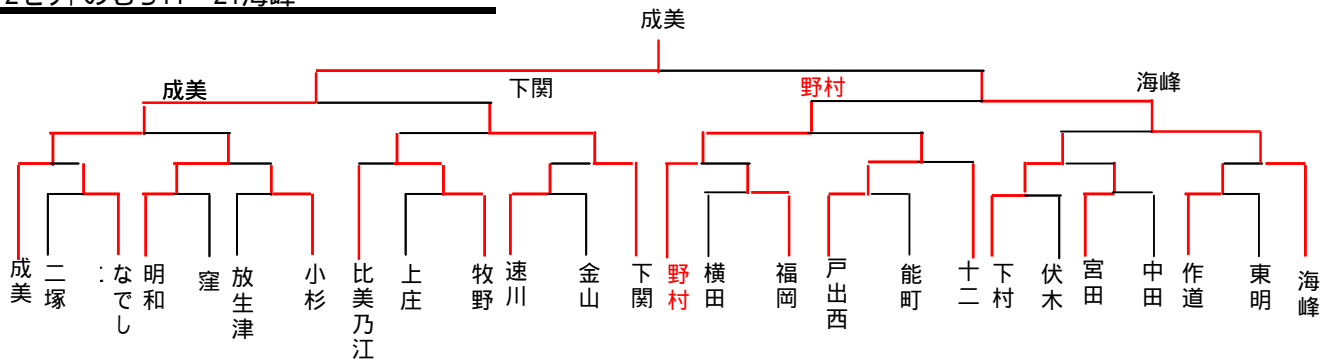 成美
成美
下関
野村
海峰
成美
二塚
なでし
明和
窪
放生津
小杉
比美乃江
上庄
牧野
速川
金山
下関
野村
横田
福岡
戸出西
能町
十二
下村
伏木
宮田
中田
作道
東明
海峰